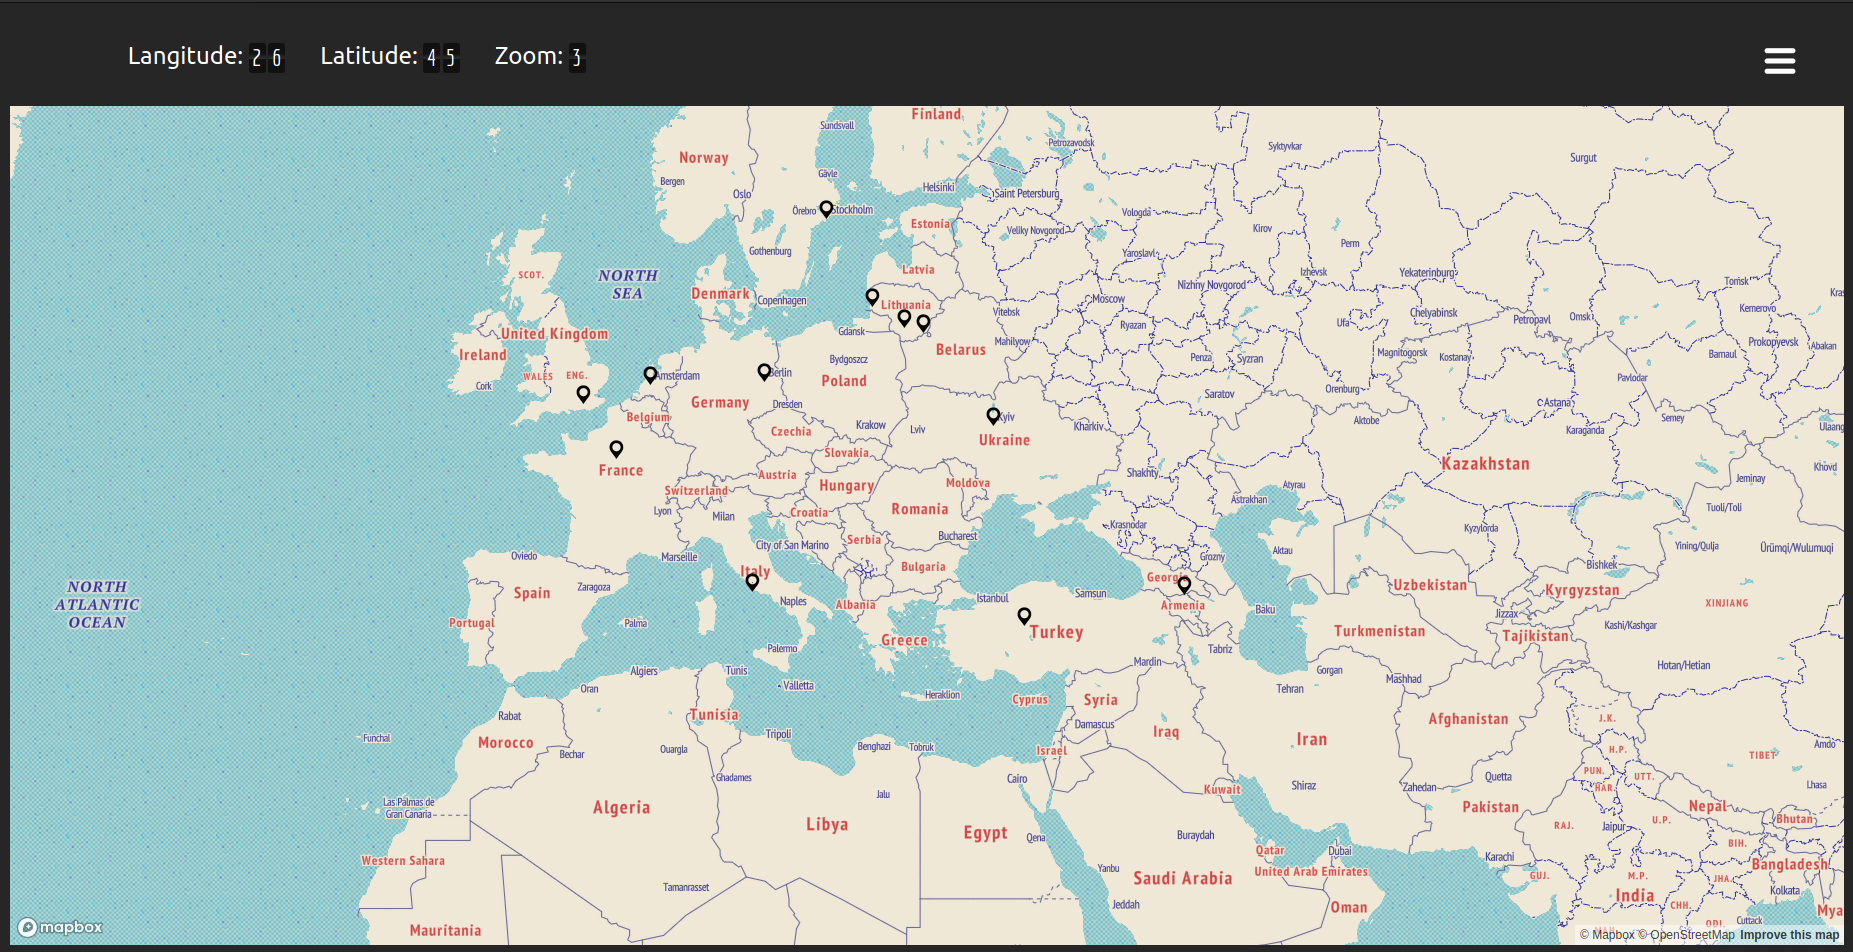 Langitude: 26 Latitude: 45 Zoom: 3
Finland
Sundsvall
Petrozavodsk
Syktyvkar
Norway
Surgut
Bergen
Gävle
Oslo
Helsinki
Saint Petersburg
Örebro
Stockholm
Vologda
Estonia
Veliky Novgorod
Kirov
Perm
Gothenburg
Yaroslavl
SCOT.
NORTH
SEA
Latvia
Izhevsk
Yekaterinburg
Tomsk
Nizhny Novgorod
Denmark
Copenhagen
Moscow
Kras
Lithuania
Vitebsk
Chelyabinsk
Kemerovo
United Kingdom
Gdansk
Ryazan
Ufa
Petropavl
Omsk
Mahilyow
Prokopyevsk
Abakan
Ireland
Belarus
Bydgoszcz
Penza
Syzran
Magnitogorsk
Kostanay
Barnaul
WALES
ENG.
Amsterdam
Berlin
Poland
Pavlodar
Cork
Saratov
Orenburg
Germany
Dresden
Astana
Belgium
Kyiv
Aktobe
Semey
Krakow
Lviv
Kharkiv
Karaganda
Ulaang
Czechia
Ukraine
Slovakia
Kazakhstan
France
Austria
Shakhty
Khovd
Switzerland
Hungary
Moldova
Atyrau
Jeminay
Astrakhan
Lyon
Milan
Croatia
Romania
Tuoli/Toli
Krasnodar
Kyzylorda
City of San Marino
Serbia
Bucharest
Yining/Qulja
Ürümqi/Wulumuqi
Oviedo
Marseille
Grozny
Aktau
Bishkek
Italy
Bulgaria
Georgia
NORTH
ATLANTIC
OCEAN
Spain
Zaragoza
Uzbekistan
Kyrgyzstan
Naples
Albania
Istanbul
Samsun
Armenia
Baku
XINJIANG
Portugal
Palma
Jizzax
Kashi/Kashgar
Greece
Turkey
Turkmenistan
Tajikistan
Palermo
Tabriz
Algiers
Tunis
Mardin
Gorgan
Mashhad
Hotan/Hetian
Oran
Valletta
Heraklion
Cyprus
Syria
Tehran
Rabat
Tunisia
Damascus
Afghanistan
J.K.
Funchal
Morocco
Tripoli
Iraq
Iran
Bechar
Ouargla
Benghazi
Tobruk
Israel
H.P.
TIBET
Amdo
Ghadames
Cairo
Quetta
PUN.
UTT.
Kuwait
Shiraz
Zahedan
HAR.
Lhasa
Las Palmas de
Gran Canaria
Jalu
Algeria
Pakistan
Nepal
Bhutan
Libya
Egypt
Qena
Buraydah
RAJ.
Jaipur
U.P.
BIH.
Western Sahara
Qatar
Dubai
Karachi
Yanbu
United Arab Emirates
Bangladesh
Saudi Arabia
GUJ.
M.P.
JHA.
Tamanrasset
Kolkata
Jeddah
Oman
India
CHH.
Mya
Cuttack
ODI.
Mauritania
mapbox
© Mapbox © OpenStreetMap Improve this map